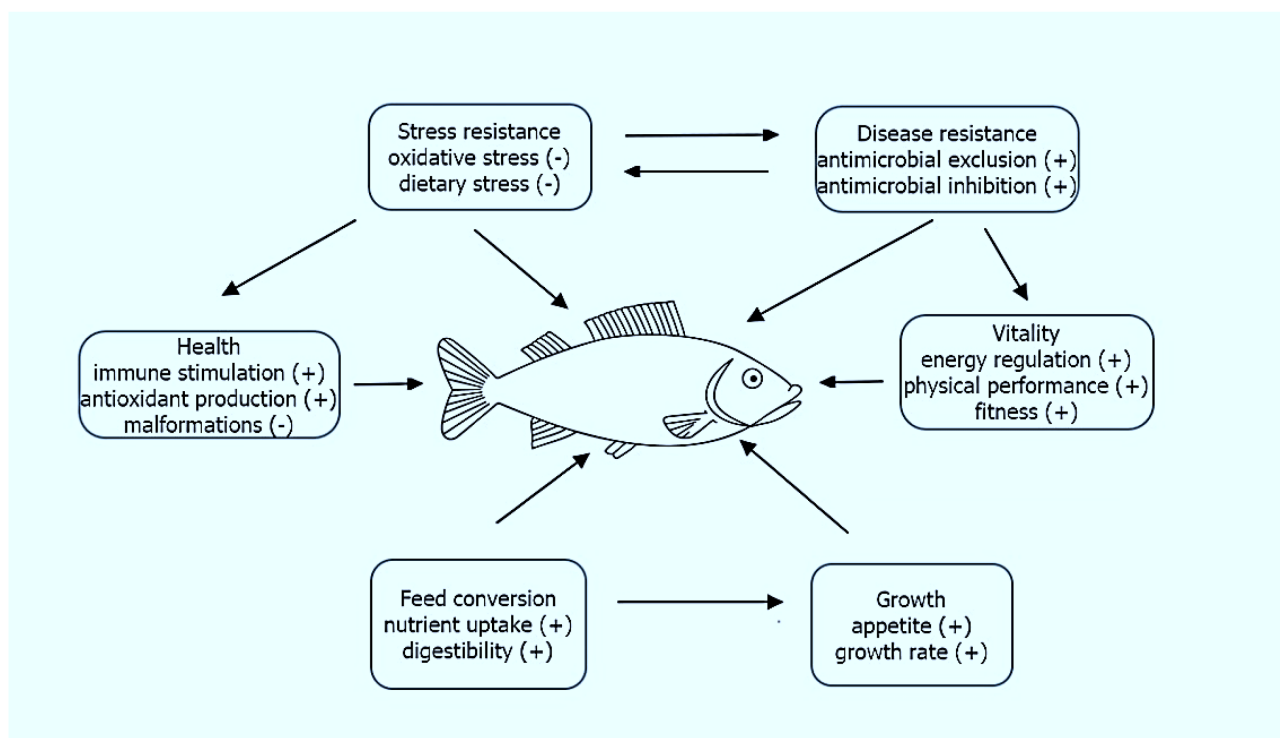 Stress resistance
oxidative stress (-)
dietary stress (-)
Disease resistance
antimicrobial exclusion (+)
antimicrobial inhibition (+)
Health
immune stimulation (+)
antioxidant production (+)
malformations (-)
Vitality
energy regulation (+)
physical performance (+)
fitness (+)
Feed conversion
nutrient uptake (+)
digestibility (+)
Growth
appetite (+)
growth rate (+)